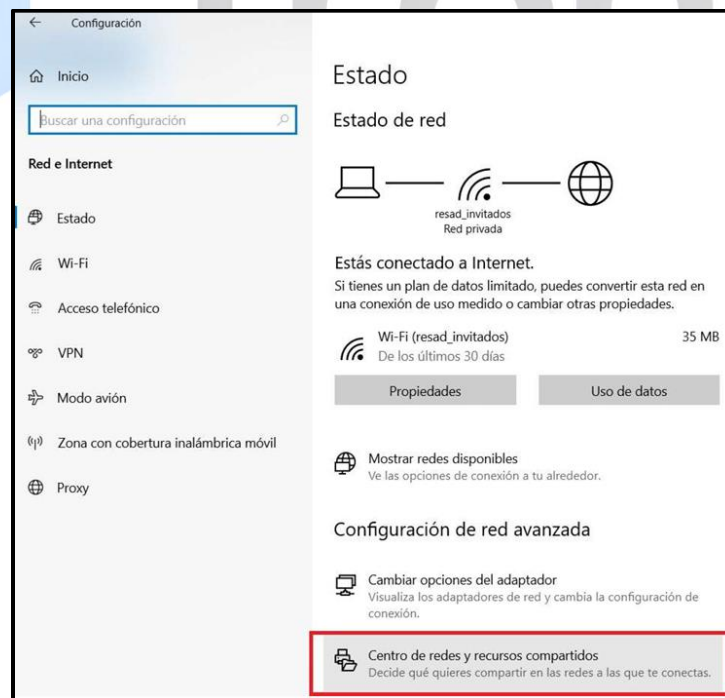 Configuración
Inicio
Buscar una configuración
Red e Internet
Estado
Wi-Fi
Acceso telefónico
VPN
Modo avión
Zona con cobertura inalámbrica móvil
Proxy
Estado
Estado de red
resad_invitados
Red privada
Estás conectado a Internet.
Si tienes un plan de datos limitado, puedes convertir esta red en
una conexión de uso medido o cambiar otras propiedades.
Wi-Fi (resad_invitados) 35 MB
De los últimos 30 días
Propiedades Uso de datos
Mostrar redes disponibles
Ve las opciones de conexión a tu alrededor.
Configuración de red avanzada
Cambiar opciones del adaptador
Visualiza los adaptadores de red y cambia la configuración de
conexión.
Centro de redes y recursos compartidos
Decide qué quieres compartir en las redes a las que te conectas.